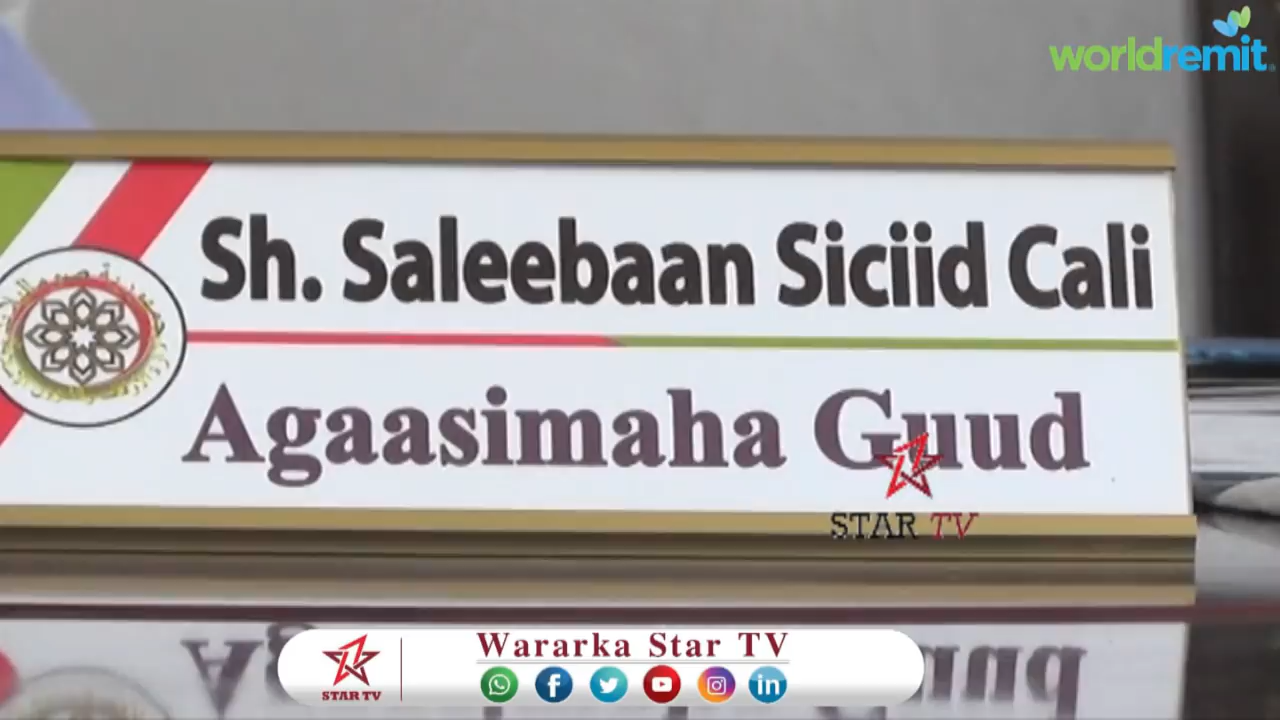 worldremit
Sh. Saleebaan Siciid Cali
Agaasimaha Guud
STAR TV
Wararka Star TV
STAR TV